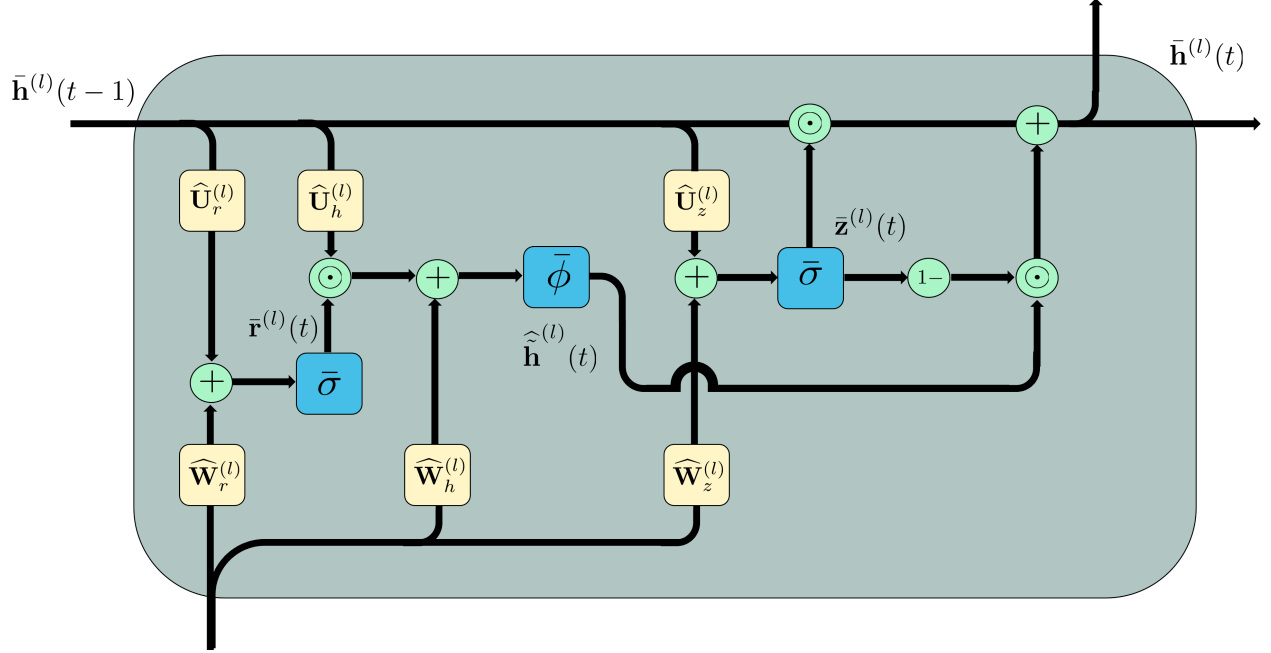 h̄⁽ˡ⁾(t − 1)
h̄⁽ˡ⁾(t)
⊙
+
Û_r⁽ˡ⁾
Û_h⁽ˡ⁾
Û_z⁽ˡ⁾
z̄⁽ˡ⁾(t)
⊙
+
ϕ̄
+
σ̄
1−
⊙
r̄⁽ˡ⁾(t)
h̃̂⁽ˡ⁾(t)
+
σ̄
Ŵ_r⁽ˡ⁾
Ŵ_h⁽ˡ⁾
Ŵ_z⁽ˡ⁾